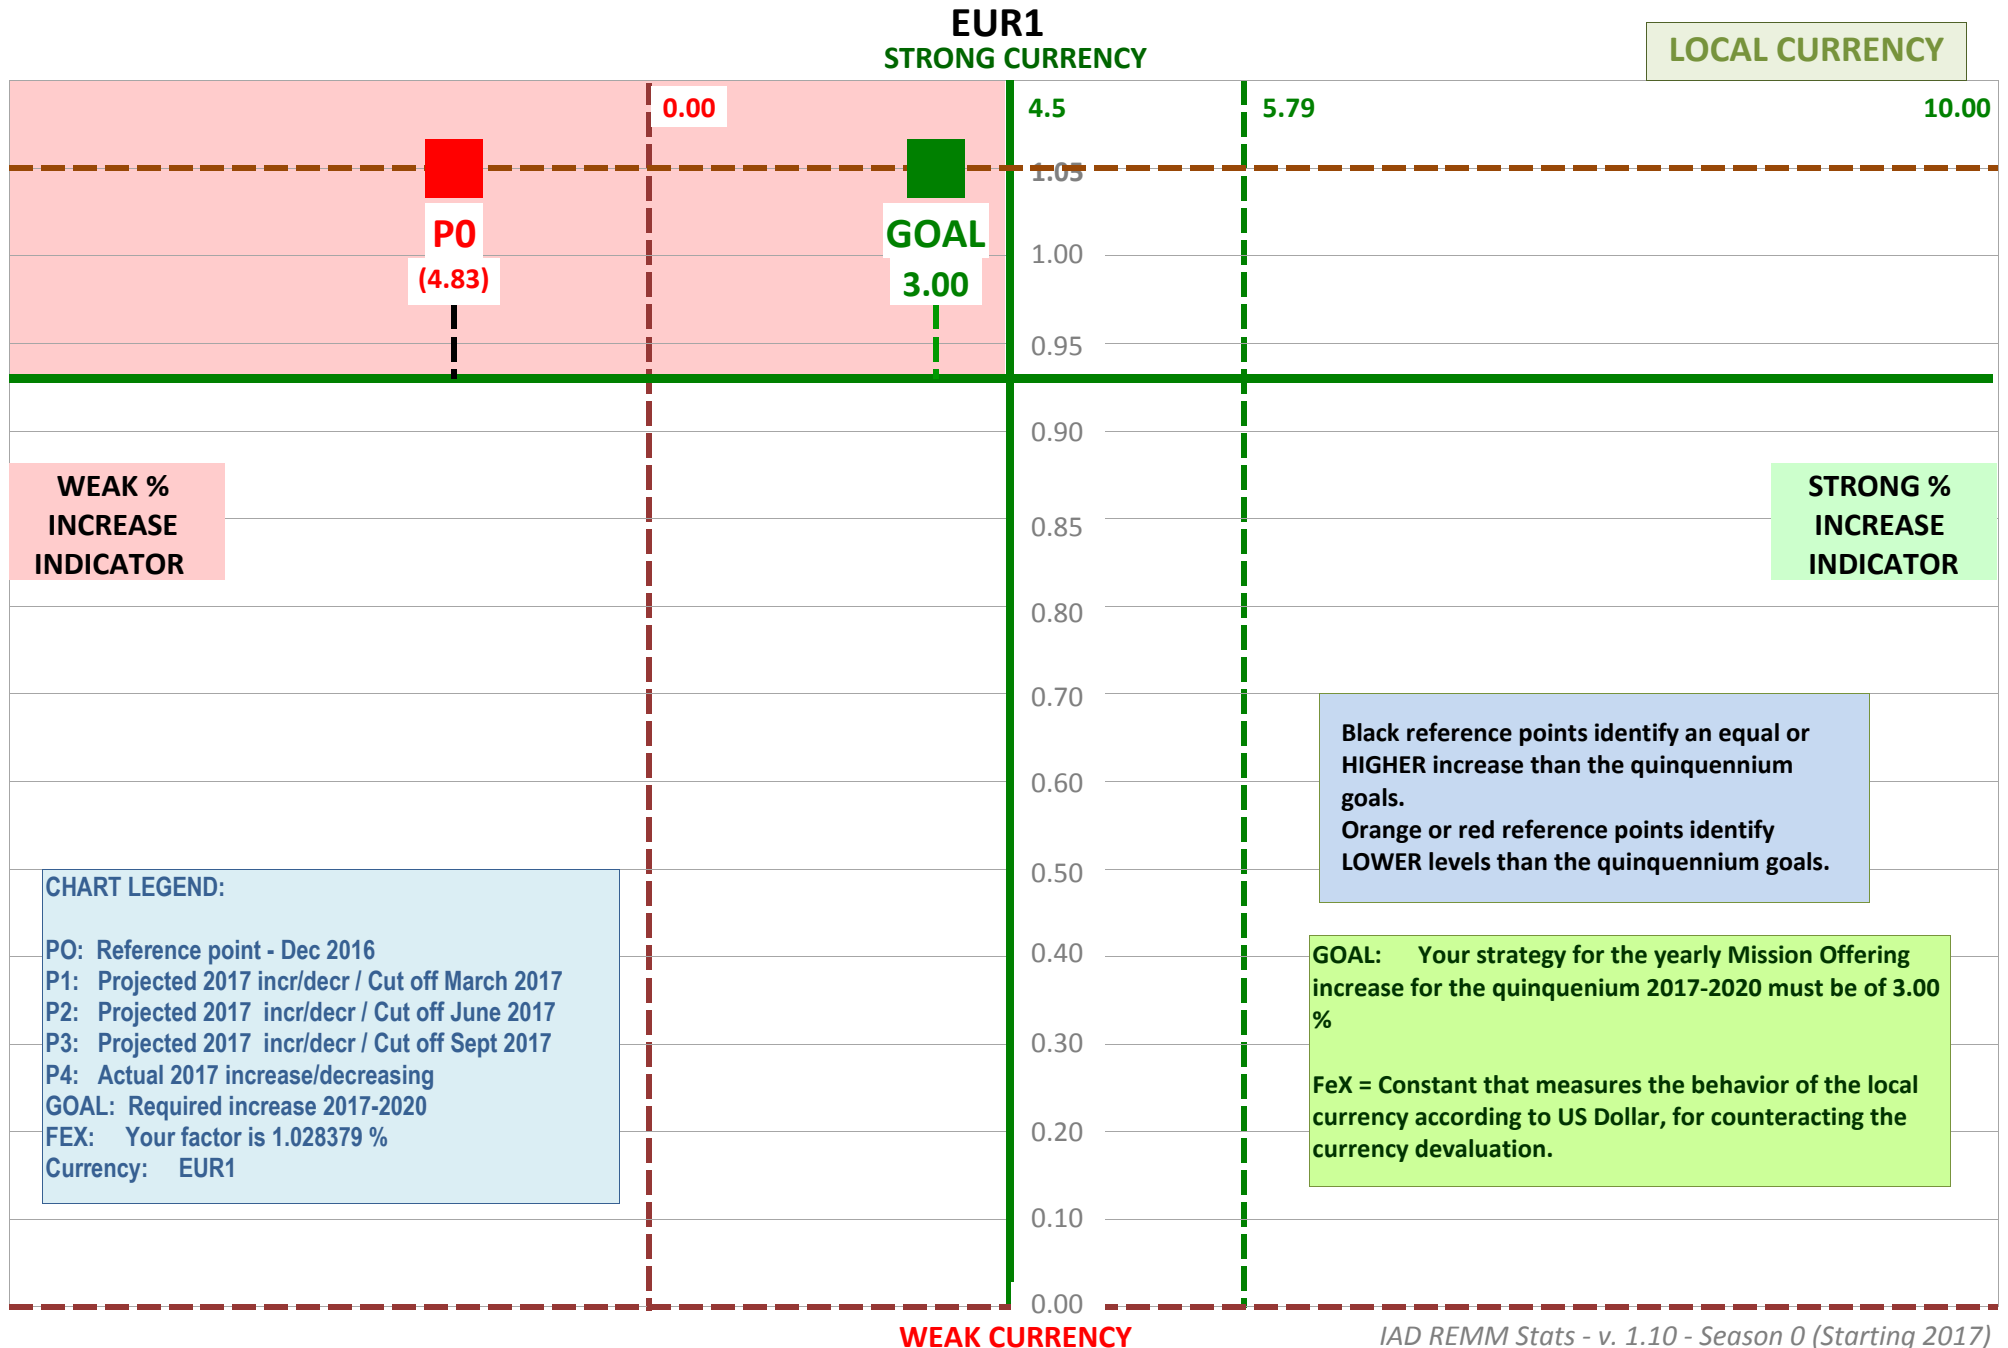 EUR1
STRONG CURRENCY
LOCAL CURRENCY
0.00
4.5
5.79
10.00
1.05
P0
(4.83)
GOAL
3.00
1.00
0.95
0.90
WEAK %
INCREASE
INDICATOR
0.85
STRONG %
INCREASE
INDICATOR
0.80
0.70
0.60
0.50
0.40
0.30
0.20
0.10
0.00
Black reference points identify an equal or
HIGHER increase than the quinquennium
goals.
Orange or red reference points identify
LOWER levels than the quinquennium goals.
CHART LEGEND:
PO: Reference point - Dec 2016
P1: Projected 2017 incr/decr / Cut off March 2017
P2: Projected 2017 incr/decr / Cut off June 2017
P3: Projected 2017 incr/decr / Cut off Sept 2017
P4: Actual 2017 increase/decreasing
GOAL: Required increase 2017-2020
FEX: Your factor is 1.028379 %
Currency: EUR1
GOAL: Your strategy for the yearly Mission Offering
increase for the quinquenium 2017-2020 must be of 3.00
%
FeX = Constant that measures the behavior of the local
currency according to US Dollar, for counteracting the
currency devaluation.
WEAK CURRENCY
IAD REMM Stats - v. 1.10 - Season 0 (Starting 2017)